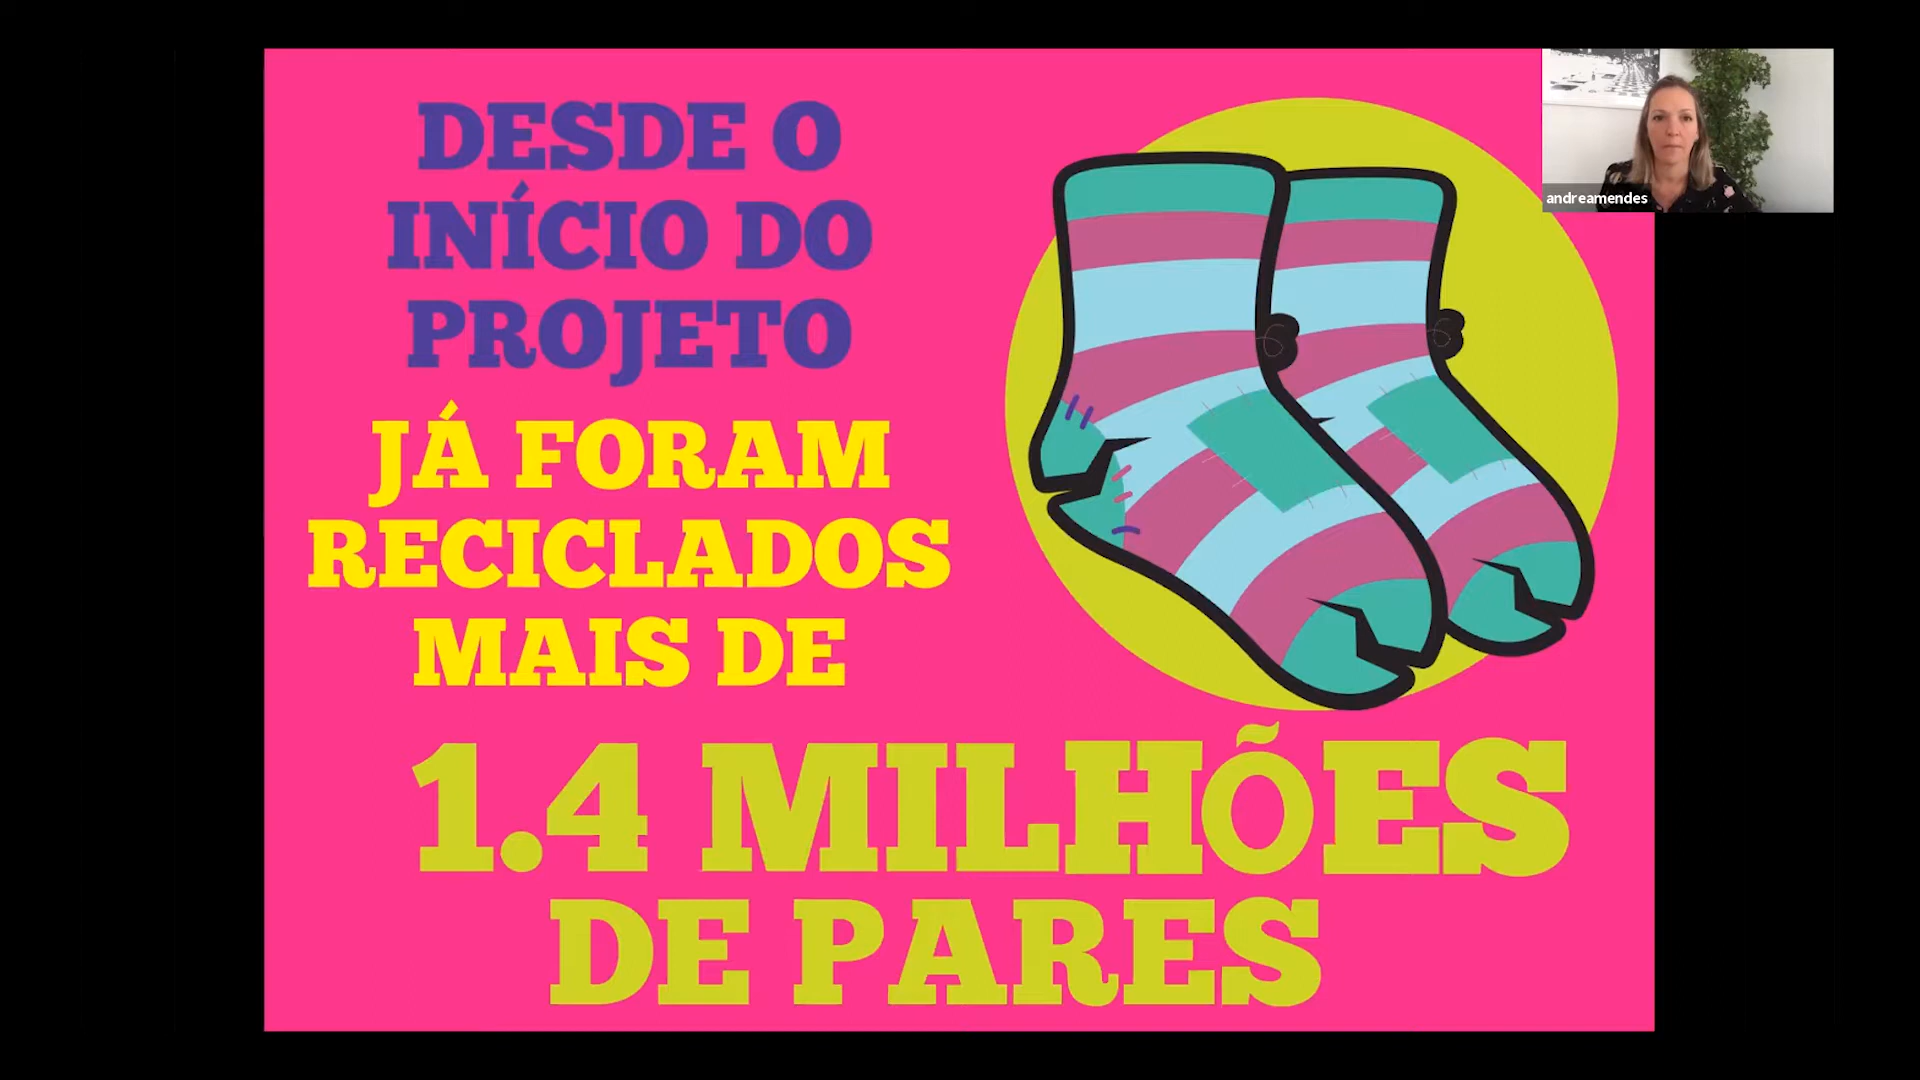 DESDE O
INÍCIO DO
PROJETO
JÁ FORAM
RECICLADOS
MAIS DE
1.4 MILHÕES
DE PARES
andreamendes